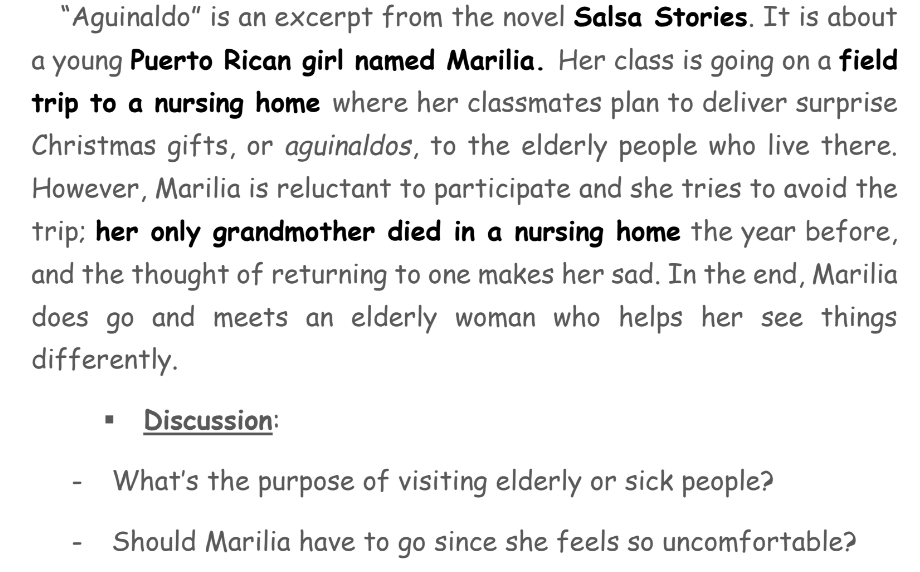 “Aguinaldo” is an excerpt from the novel Salsa Stories. It is about
a young Puerto Rican girl named Marilia. Her class is going on a field
trip to a nursing home where her classmates plan to deliver surprise
Christmas gifts, or aguinaldos, to the elderly people who live there.
However, Marilia is reluctant to participate and she tries to avoid the
trip; her only grandmother died in a nursing home the year before,
and the thought of returning to one makes her sad. In the end, Marilia
does go and meets an elderly woman who helps her see things
differently.
▪ Discussion:
- What’s the purpose of visiting elderly or sick people?
- Should Marilia have to go since she feels so uncomfortable?